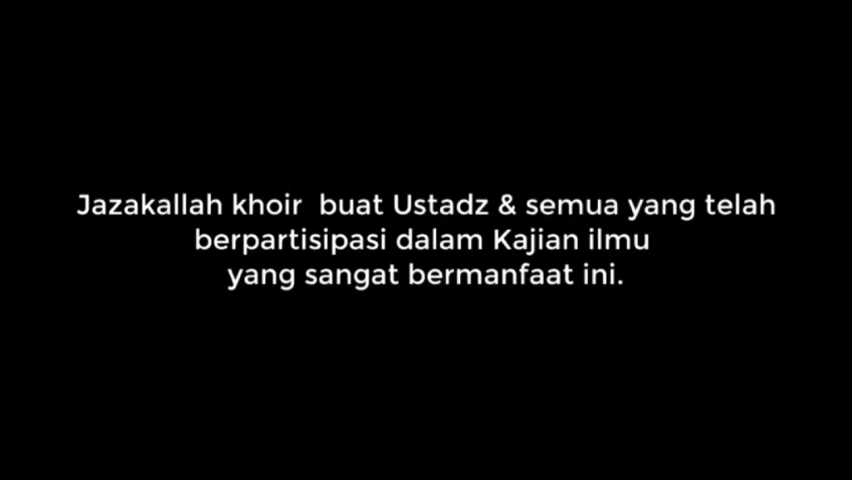 Jazakallah khoir  buat Ustadz & semua yang telah
berpartisipasi dalam Kajian ilmu
yang sangat bermanfaat ini.